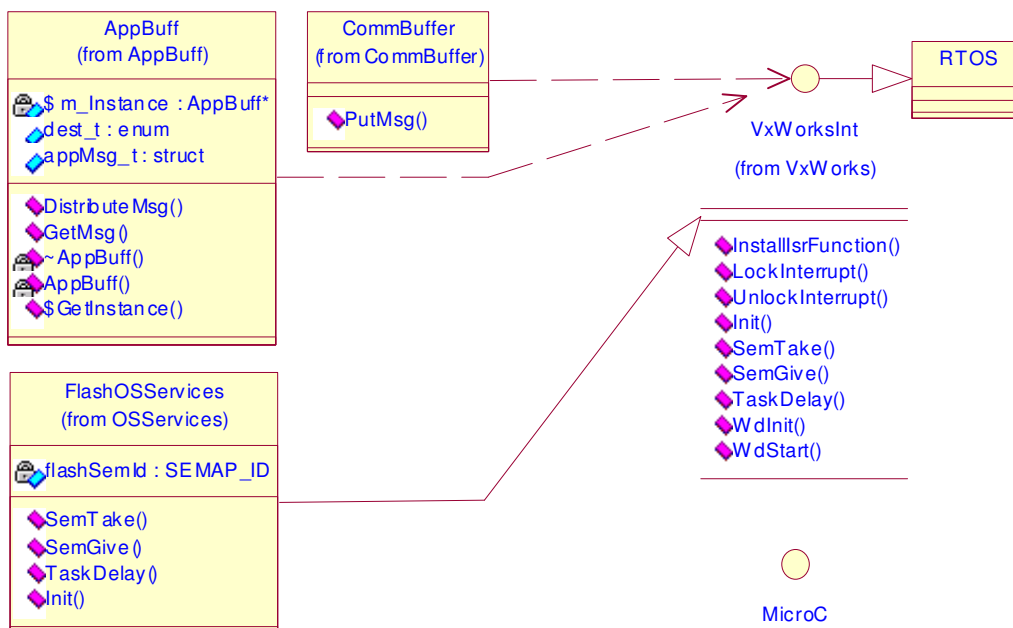 AppBuff
(from AppBuff)
$ m_Instance : AppBuff*
dest_t : enum
appMsg_t : struct
DistributeMsg()
GetMsg()
~AppBuff()
AppBuff()
$GetInstance()
CommBuffer
(from CommBuffer)
PutMsg()
VxWorksInt
(from VxWorks)
RTOS
InstallIsrFunction()
LockInterrupt()
UnlockInterrupt()
Init()
SemTake()
SemGive()
TaskDelay()
WdInit()
WdStart()
FlashOSServices
(from OSServices)
flashSemId : SEMAP_ID
SemTake()
SemGive()
TaskDelay()
Init()
MicroC